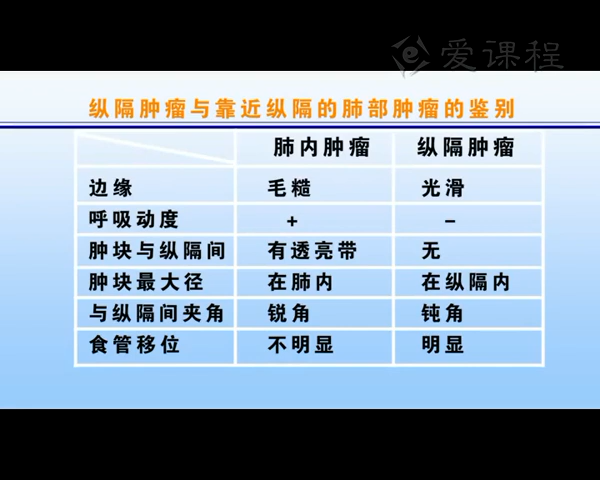 爱课程
纵隔肿瘤与靠近纵隔的肺部肿瘤的鉴别
肺内肿瘤 纵隔肿瘤
边缘 毛糙 光滑
呼吸动度 + -
肿块与纵隔间 有透亮带 无
肿块最大径 在肺内 在纵隔内
与纵隔间夹角 锐角 钝角
食管移位 不明显 明显